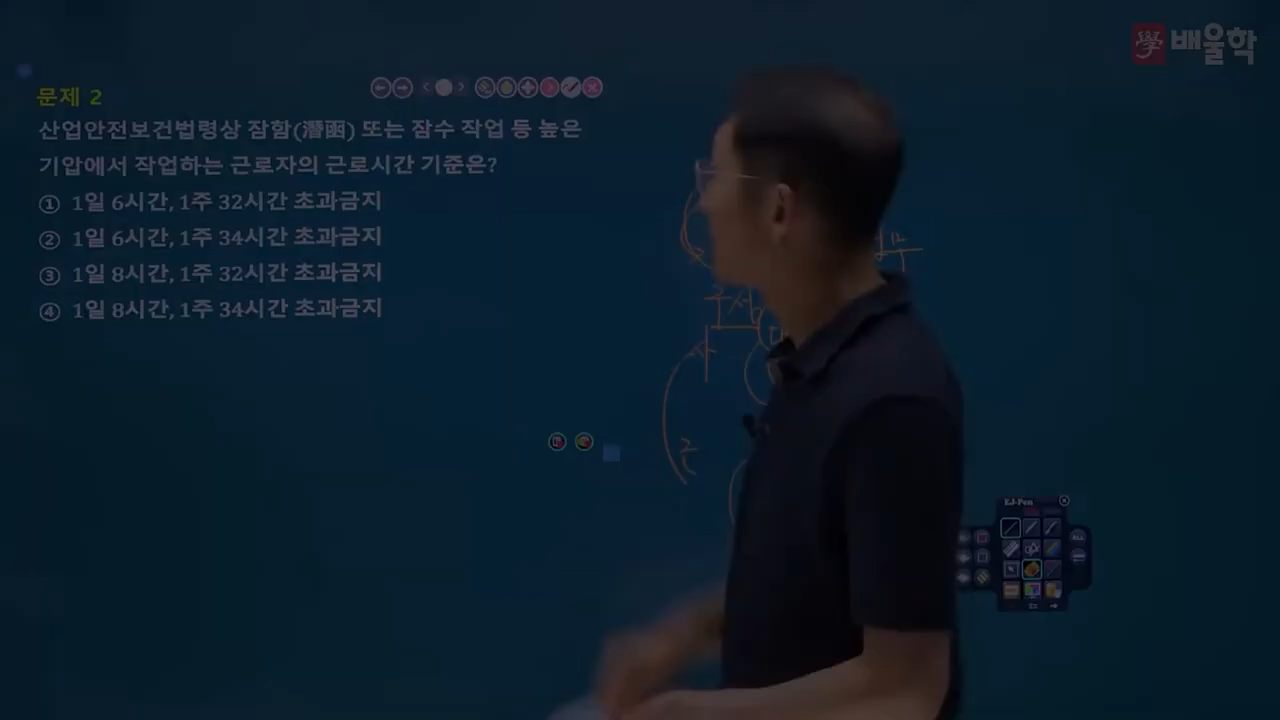 學 배울학
문제 2
산업안전보건법령상 잠함(潛函) 또는 잠수 작업 등 높은
기압에서 작업하는 근로자의 근로시간 기준은?
① 1일 6시간, 1주 32시간 초과금지
② 1일 6시간, 1주 34시간 초과금지
③ 1일 8시간, 1주 32시간 초과금지
④ 1일 8시간, 1주 34시간 초과금지
EJ-Pen
ALL